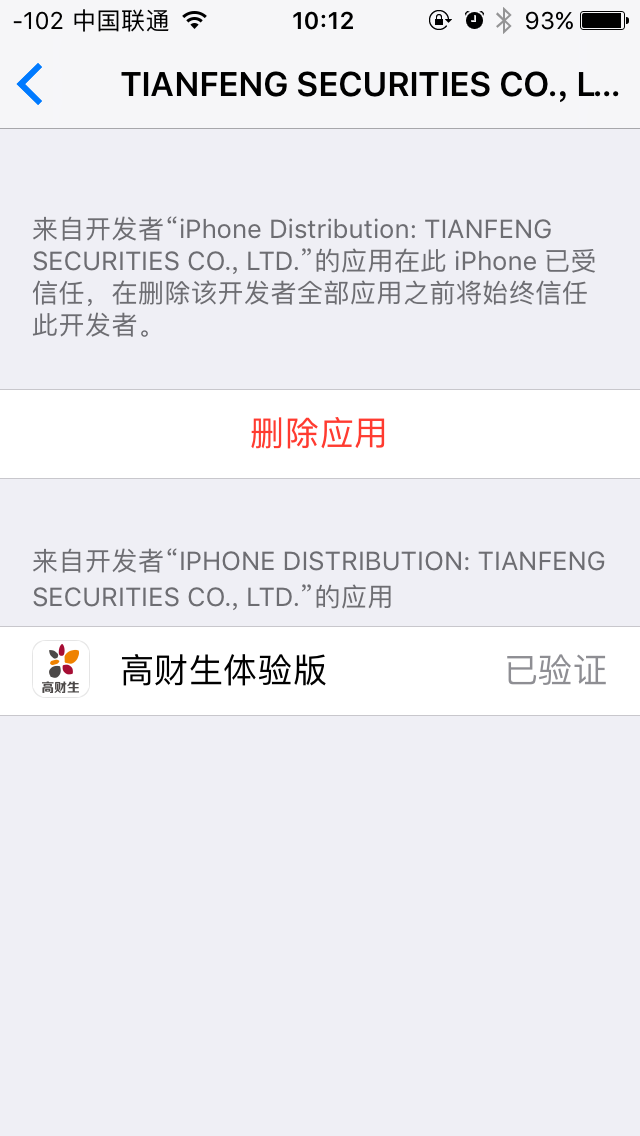 -102 中国联通 10:12 93%
TIANFENG SECURITIES CO., L...
来自开发者“iPhone Distribution: TIANFENG
SECURITIES CO., LTD.”的应用在此 iPhone 已受
信任，在删除该开发者全部应用之前将始终信任
此开发者。
删除应用
来自开发者“IPHONE DISTRIBUTION: TIANFENG
SECURITIES CO., LTD.”的应用
高财生
高财生体验版 已验证